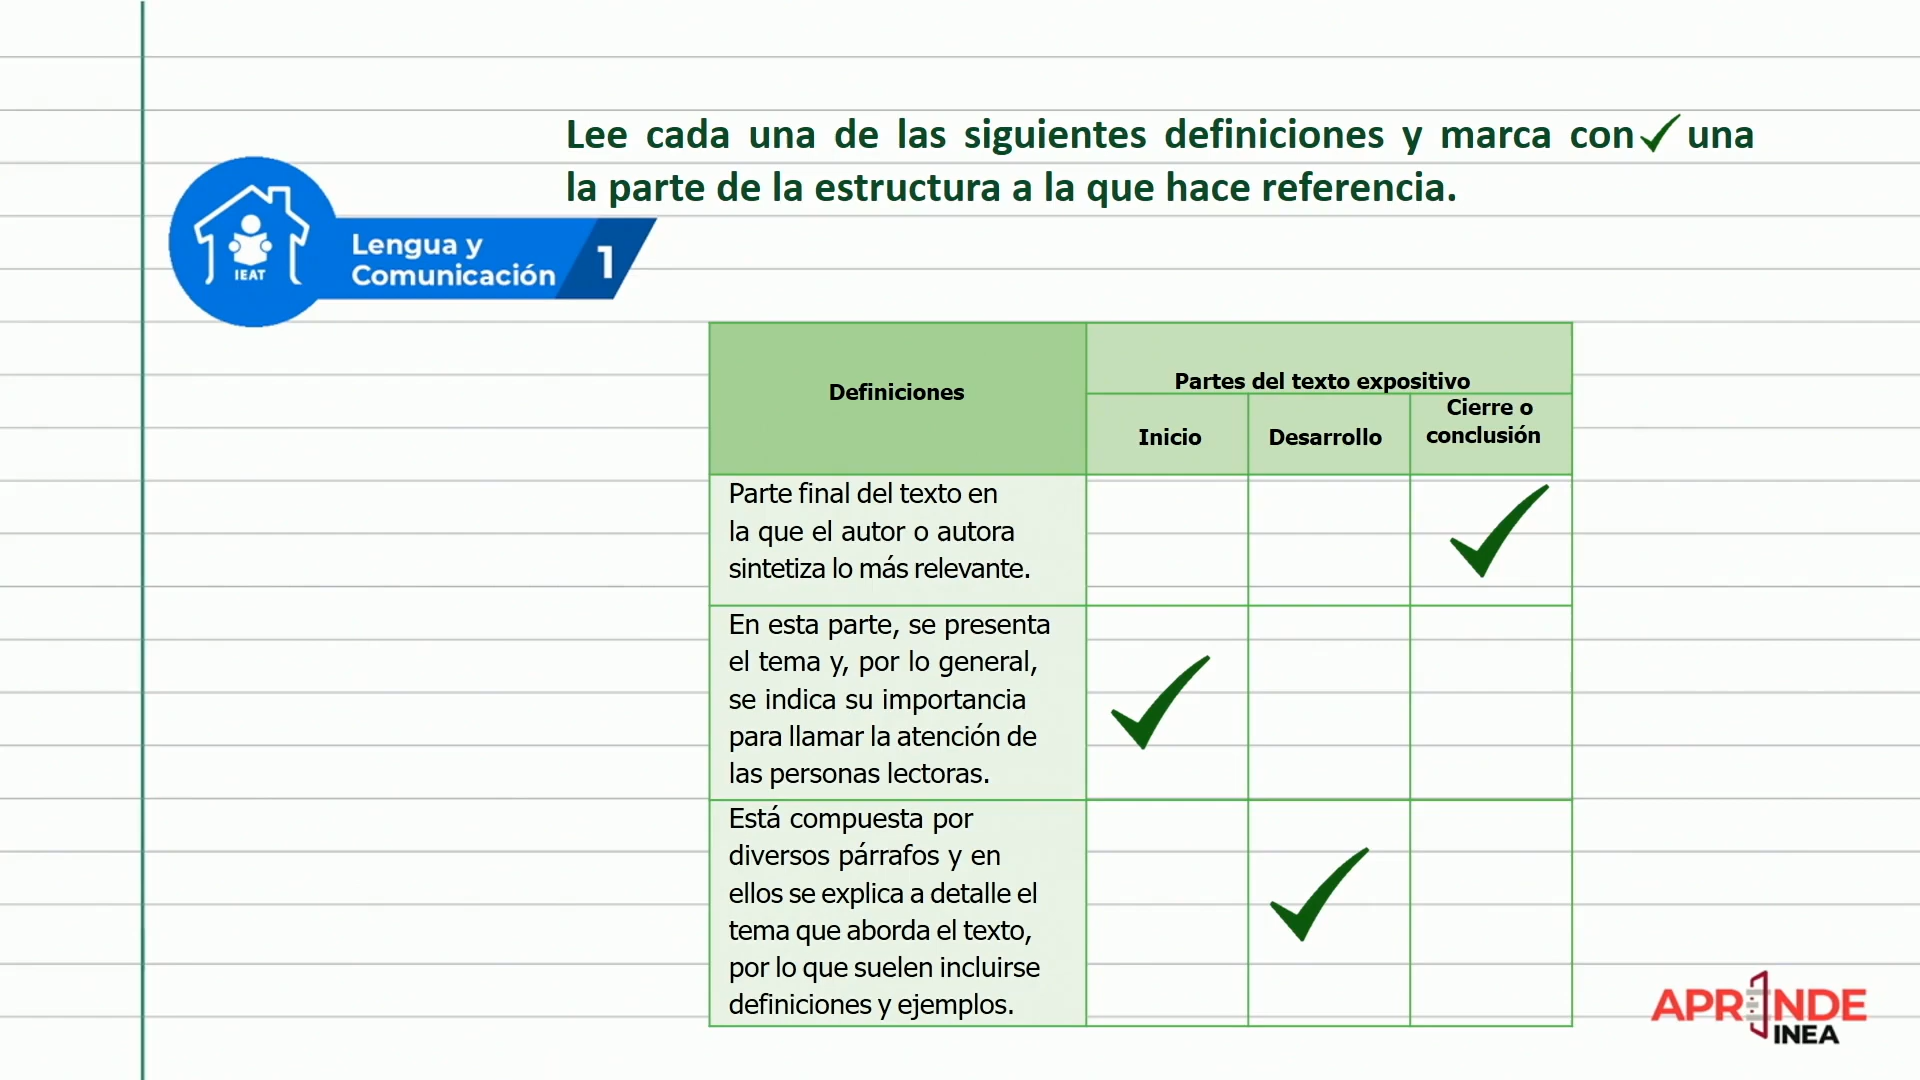 Lee cada una de las siguientes definiciones y marca con ✓ una
la parte de la estructura a la que hace referencia.
IEAT
Lengua y
Comunicación
1
Definiciones
Partes del texto expositivo
Inicio
Desarrollo
Cierre o
conclusión
Parte final del texto en
la que el autor o autora
sintetiza lo más relevante.
✓
En esta parte, se presenta
el tema y, por lo general,
se indica su importancia
para llamar la atención de
las personas lectoras.
✓
Está compuesta por
diversos párrafos y en
ellos se explica a detalle el
tema que aborda el texto,
por lo que suelen incluirse
definiciones y ejemplos.
✓
APRENDE
INEA